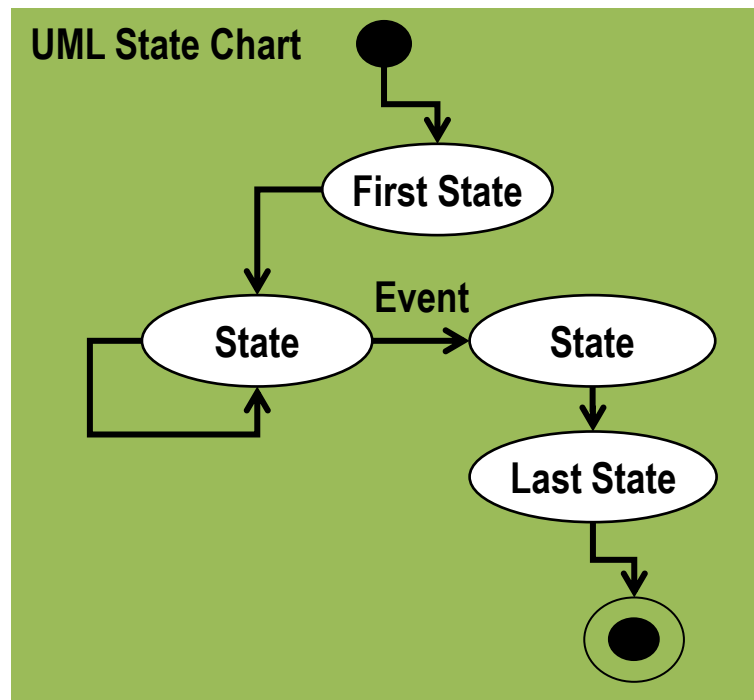 UML State Chart
First State
Event
State
State
Last State